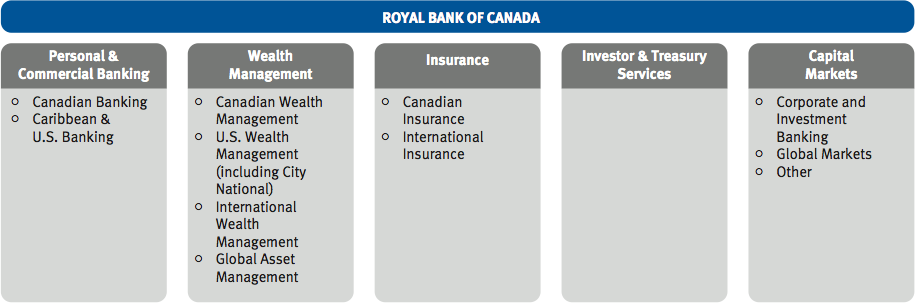 ROYAL BANK OF CANADA
Personal &
Commercial Banking
○ Canadian Banking
○ Caribbean &
U.S. Banking
Wealth
Management
○ Canadian Wealth
Management
○ U.S. Wealth
Management
(including City
National)
○ International
Wealth
Management
○ Global Asset
Management
Insurance
○ Canadian
Insurance
○ International
Insurance
Investor & Treasury
Services
Capital
Markets
○ Corporate and
Investment
Banking
○ Global Markets
○ Other